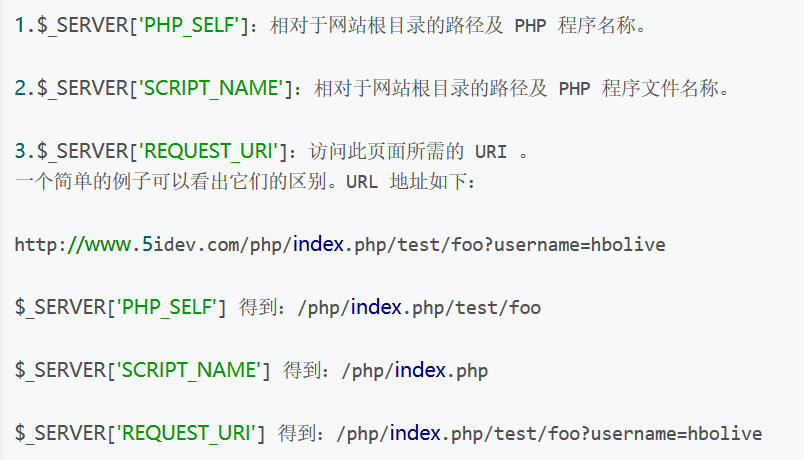 1.$_SERVER['PHP_SELF']：相对于网站根目录的路径及 PHP 程序名称。
2.$_SERVER['SCRIPT_NAME']：相对于网站根目录的路径及 PHP 程序文件名称。
3.$_SERVER['REQUEST_URI']：访问此页面所需的 URI 。
一个简单的例子可以看出它们的区别。URL 地址如下：
http://www.5idev.com/php/index.php/test/foo?username=hbolive
$_SERVER['PHP_SELF'] 得到：/php/index.php/test/foo
$_SERVER['SCRIPT_NAME'] 得到：/php/index.php
$_SERVER['REQUEST_URI'] 得到：/php/index.php/test/foo?username=hbolive